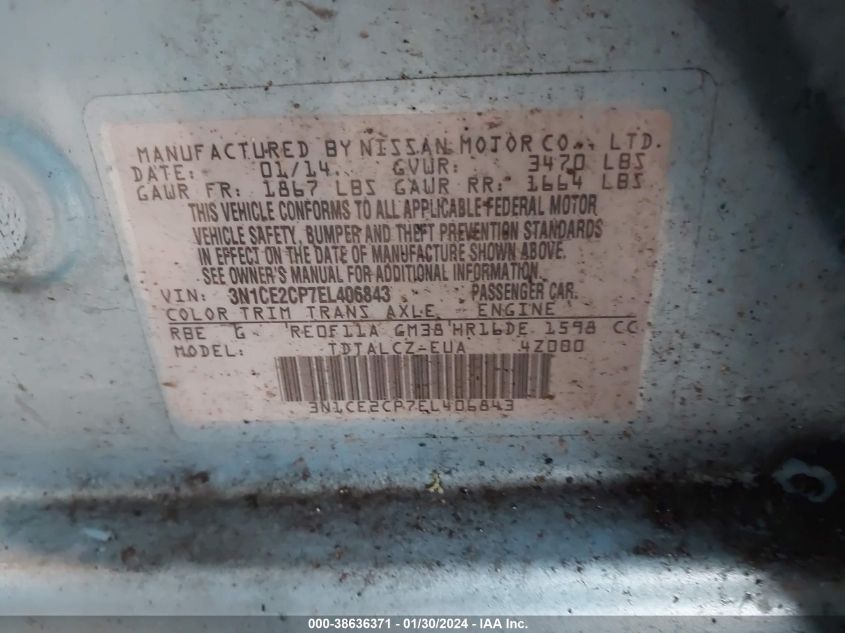 MANUFACTURED BY NISSAN MOTOR CO., LTD.
DATE: 01/14 GVWR: 3470 LBS
GAWR FR: 1867 LBS GAWR RR: 1664 LBS
THIS VEHICLE CONFORMS TO ALL APPLICABLE FEDERAL MOTOR
VEHICLE SAFETY, BUMPER AND THEFT PREVENTION STANDARDS
IN EFFECT ON THE DATE OF MANUFACTURE SHOWN ABOVE.
SEE OWNER'S MANUAL FOR ADDITIONAL INFORMATION.
VIN: 3N1CE2CP7EL406843 PASSENGER CAR
COLOR TRIM TRANS AXLE ENGINE
RBE G RE0F11A GM38 HR16DE 1598 CC
MODEL: TDTALCZ-EUA 4Z0B0
3N1CE2CP7EL406843
000-38636371 - 01/30/2024 - IAA Inc.